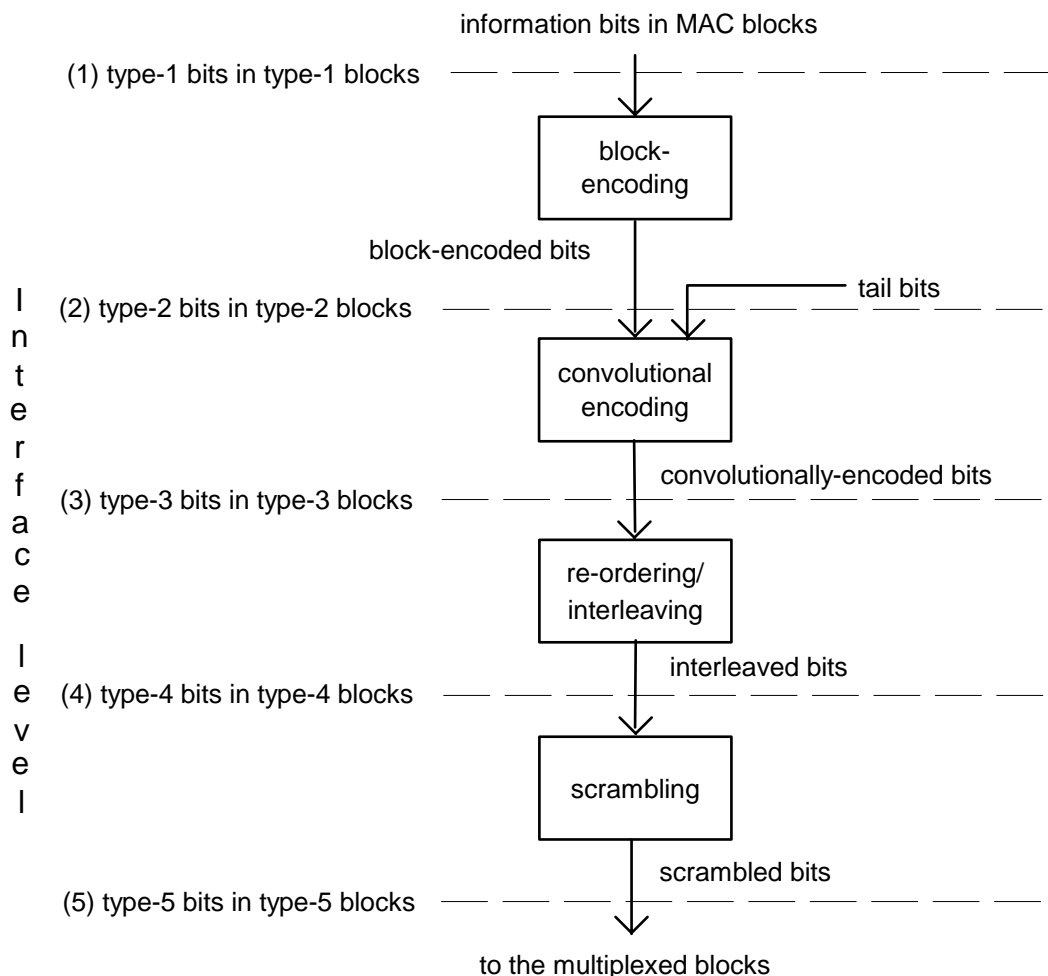 information bits in MAC blocks
(1) type-1 bits in type-1 blocks
block-
encoding
block-encoded bits
tail bits
(2) type-2 bits in type-2 blocks
convolutional
encoding
convolutionally-encoded bits
(3) type-3 bits in type-3 blocks
re-ordering/
interleaving
interleaved bits
(4) type-4 bits in type-4 blocks
scrambling
scrambled bits
(5) type-5 bits in type-5 blocks
to the multiplexed blocks
Interface level